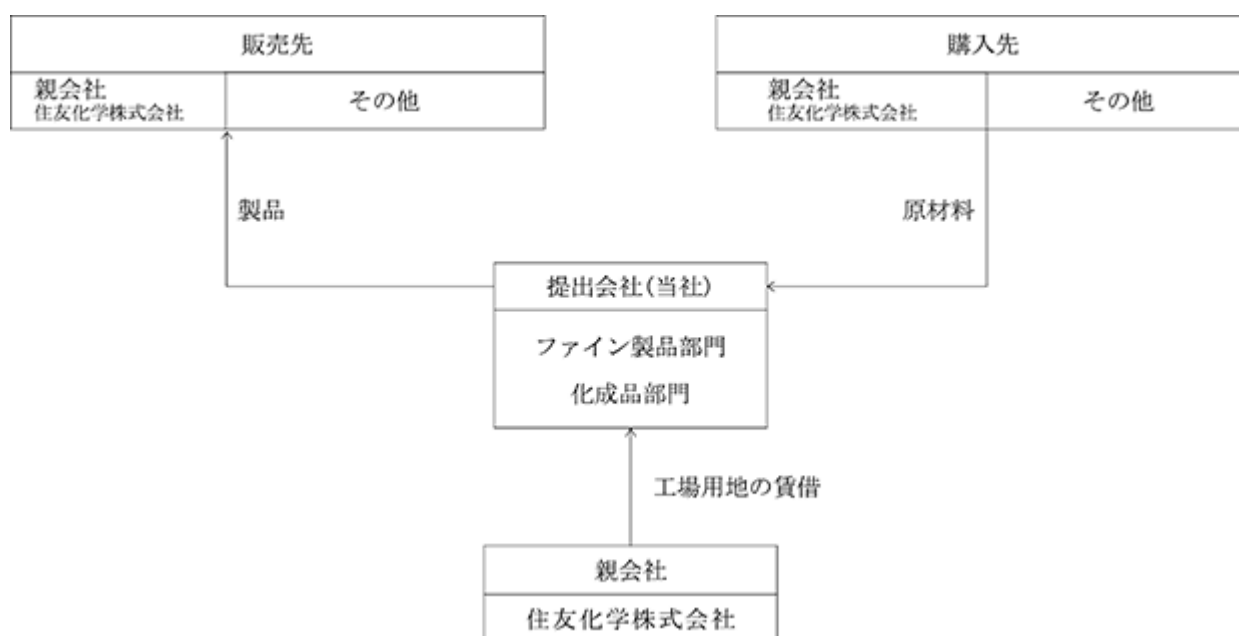 販売先
親会社
住友化学株式会社
その他
購入先
親会社
住友化学株式会社
その他
製品
原材料
提出会社(当社)
ファイン製品部門
化成品部門
工場用地の賃借
親会社
住友化学株式会社